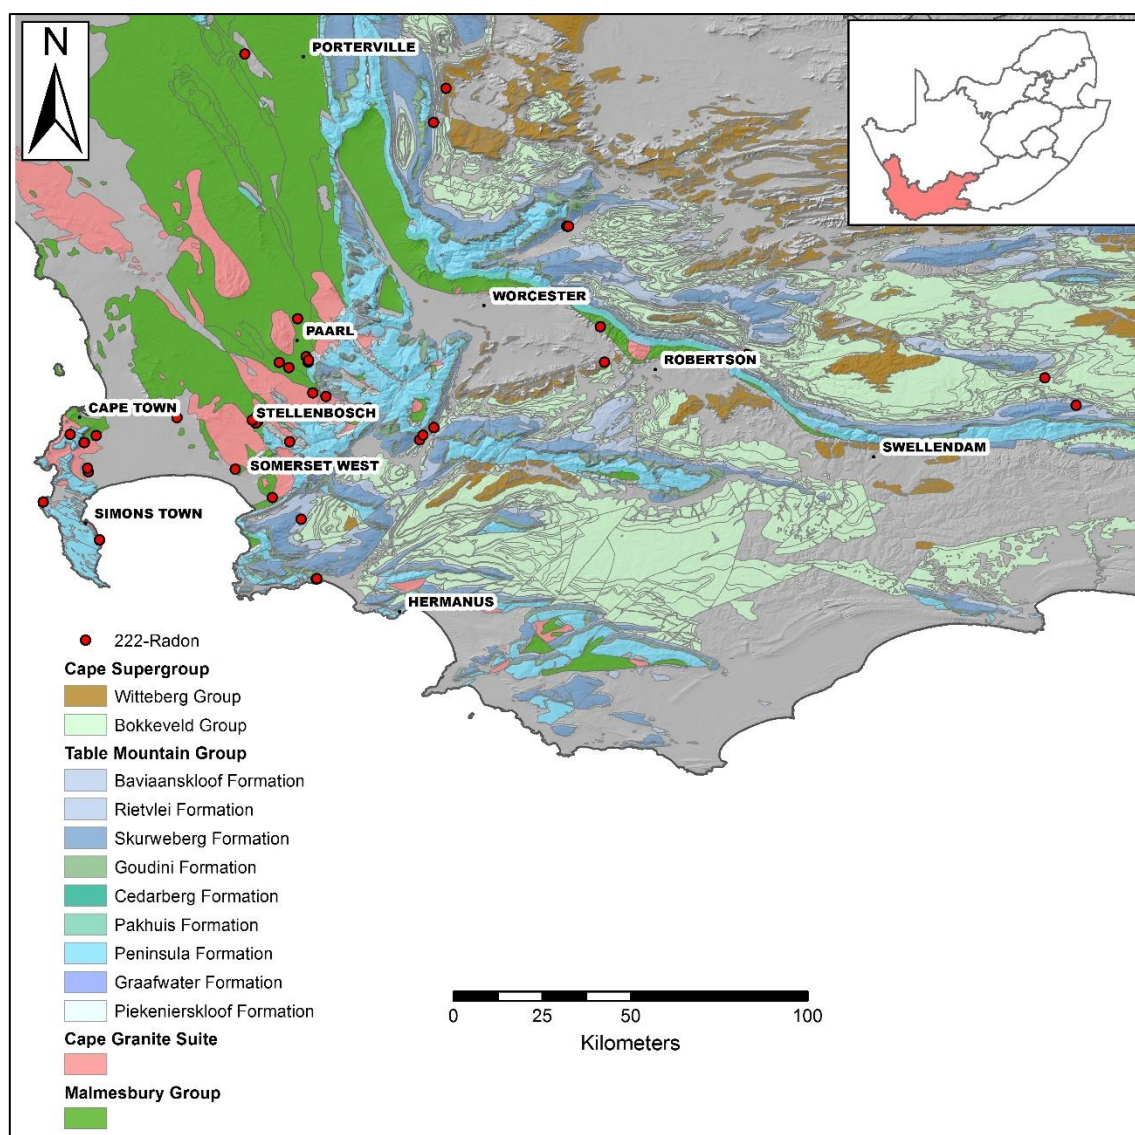 N
PORTERVILLE
WORCESTER
PAARL
ROBERTSON
CAPE TOWN
STELLENBOSCH
SWELLENDAM
SOMERSET WEST
SIMONS TOWN
HERMANUS
222-Radon
Cape Supergroup
Witteberg Group
Bokkeveld Group
Table Mountain Group
Baviaanskloof Formation
Rietvlei Formation
Skurweberg Formation
Goudini Formation
Cedarberg Formation
Pakhuis Formation
Peninsula Formation
Graafwater Formation
Piekenierskloof Formation
Cape Granite Suite
Malmesbury Group
0 25 50 100
Kilometers